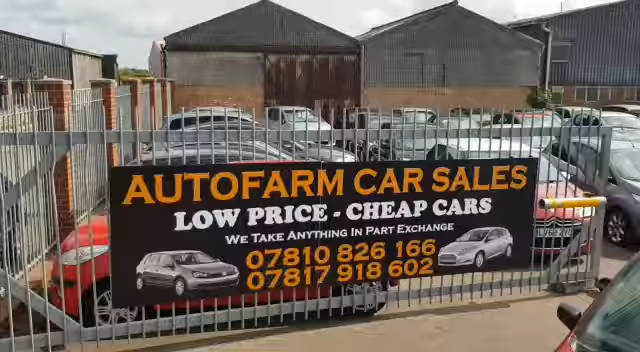 AUTOFARM CAR SALES
LOW PRICE - CHEAP CARS
WE TAKE ANYTHING IN PART EXCHANGE
07810 826 166
07817 918 602